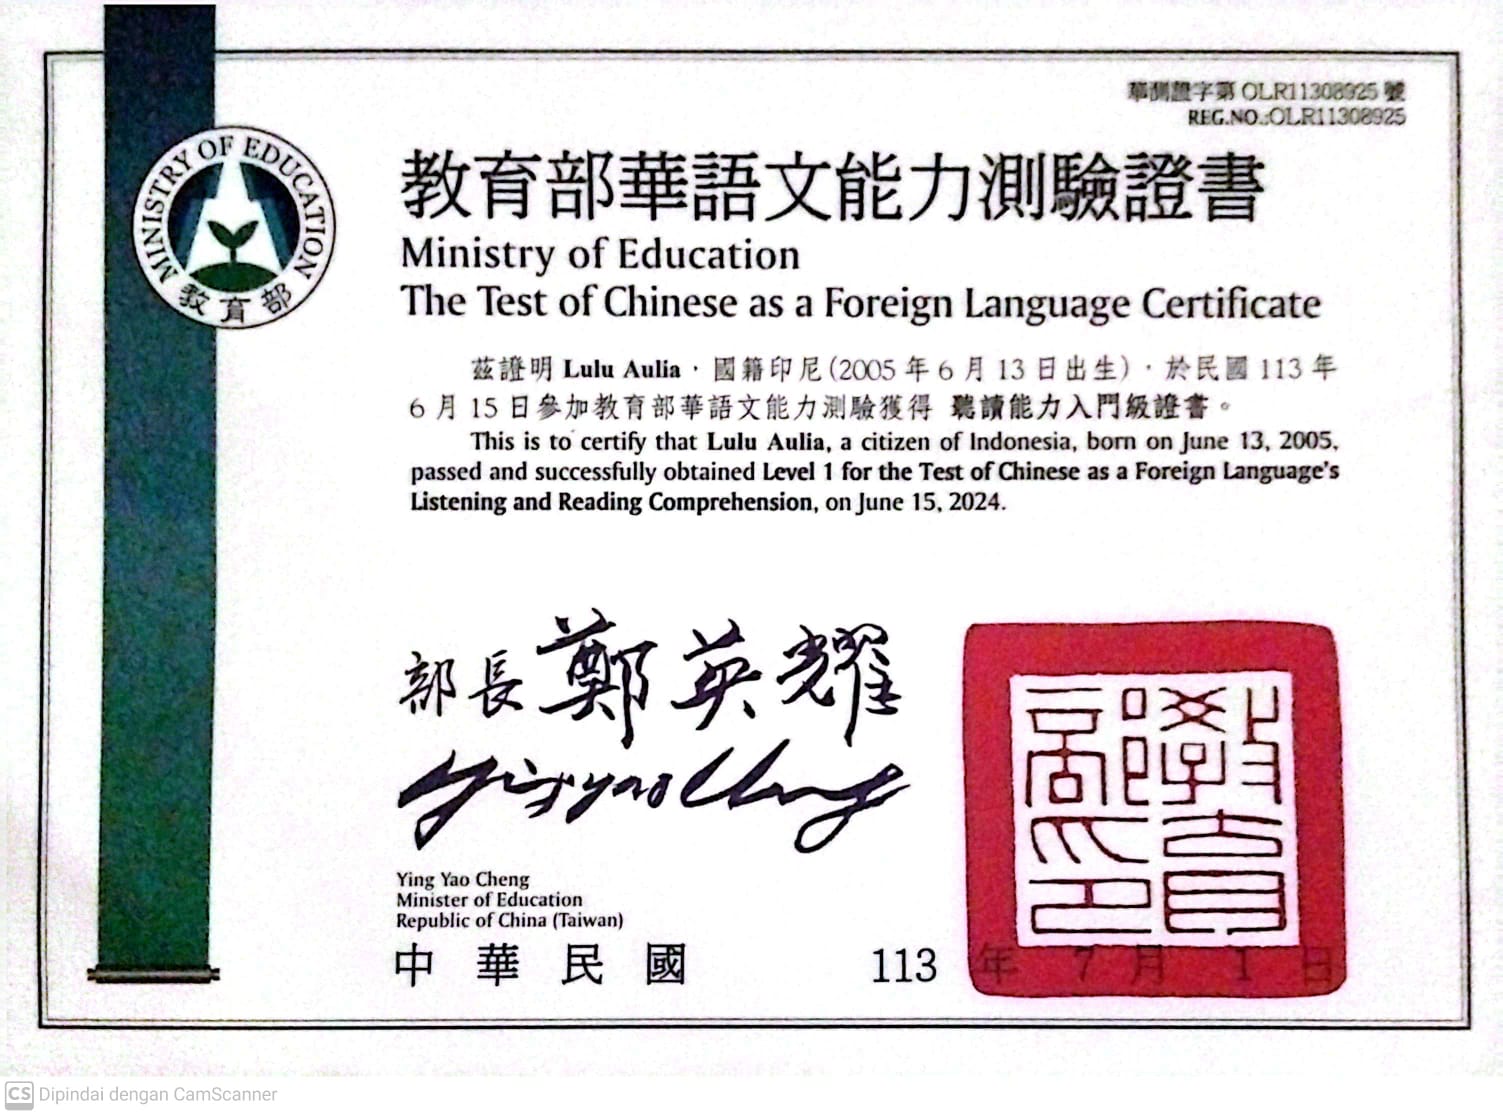 華測證字第 OLR11308925 號
REG.NO.:OLR11308925
MINISTRY OF EDUCATION
教育部
教育部華語文能力測驗證書
Ministry of Education
The Test of Chinese as a Foreign Language Certificate
茲證明 Lulu Aulia，國籍印尼(2005 年 6 月 13 日出生)，於民國 113 年
6 月 15 日參加教育部華語文能力測驗獲得 聽讀能力入門級證書。
This is to certify that Lulu Aulia, a citizen of Indonesia, born on June 13, 2005,
passed and successfully obtained Level 1 for the Test of Chinese as a Foreign Language's
Listening and Reading Comprehension, on June 15, 2024.
部長 鄭英耀
Yingyao Cheng
教育部印
Ying Yao Cheng
Minister of Education
Republic of China (Taiwan)
中華民國 113 年 7 月 1 日
CS Dipindai dengan CamScanner